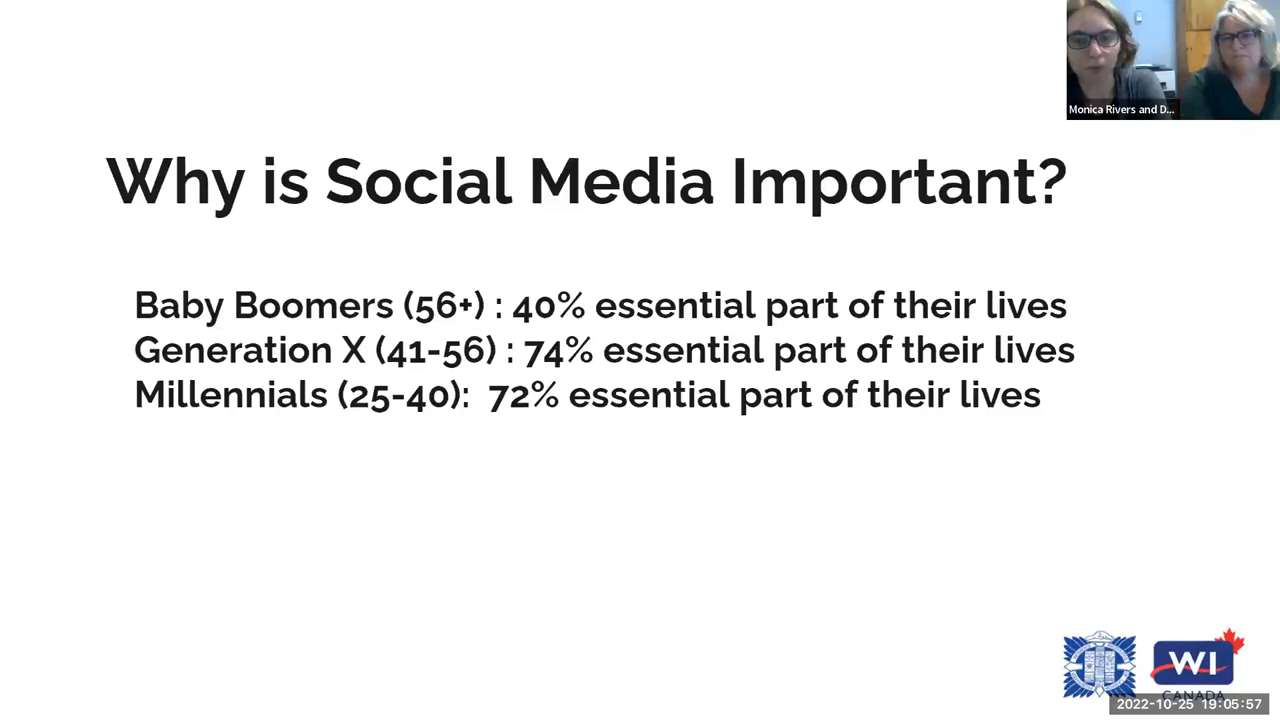 Monica Rivers and D...
Why is Social Media Important?
Baby Boomers (56+) : 40% essential part of their lives
Generation X (41-56) : 74% essential part of their lives
Millennials (25-40):  72% essential part of their lives
WI
CANADA
2022-10-25 19:05:57